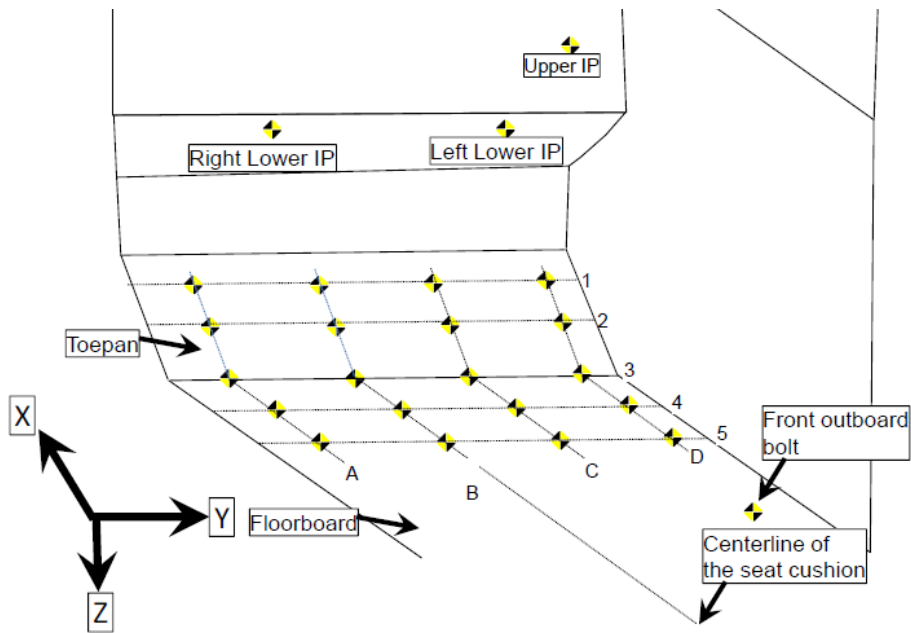 Upper IP
Right Lower IP
Left Lower IP
1
2
Toepan
3
4
5
X
A
B
C
D
Front outboard
bolt
Y
Floorboard
Centerline of
the seat cushion
Z